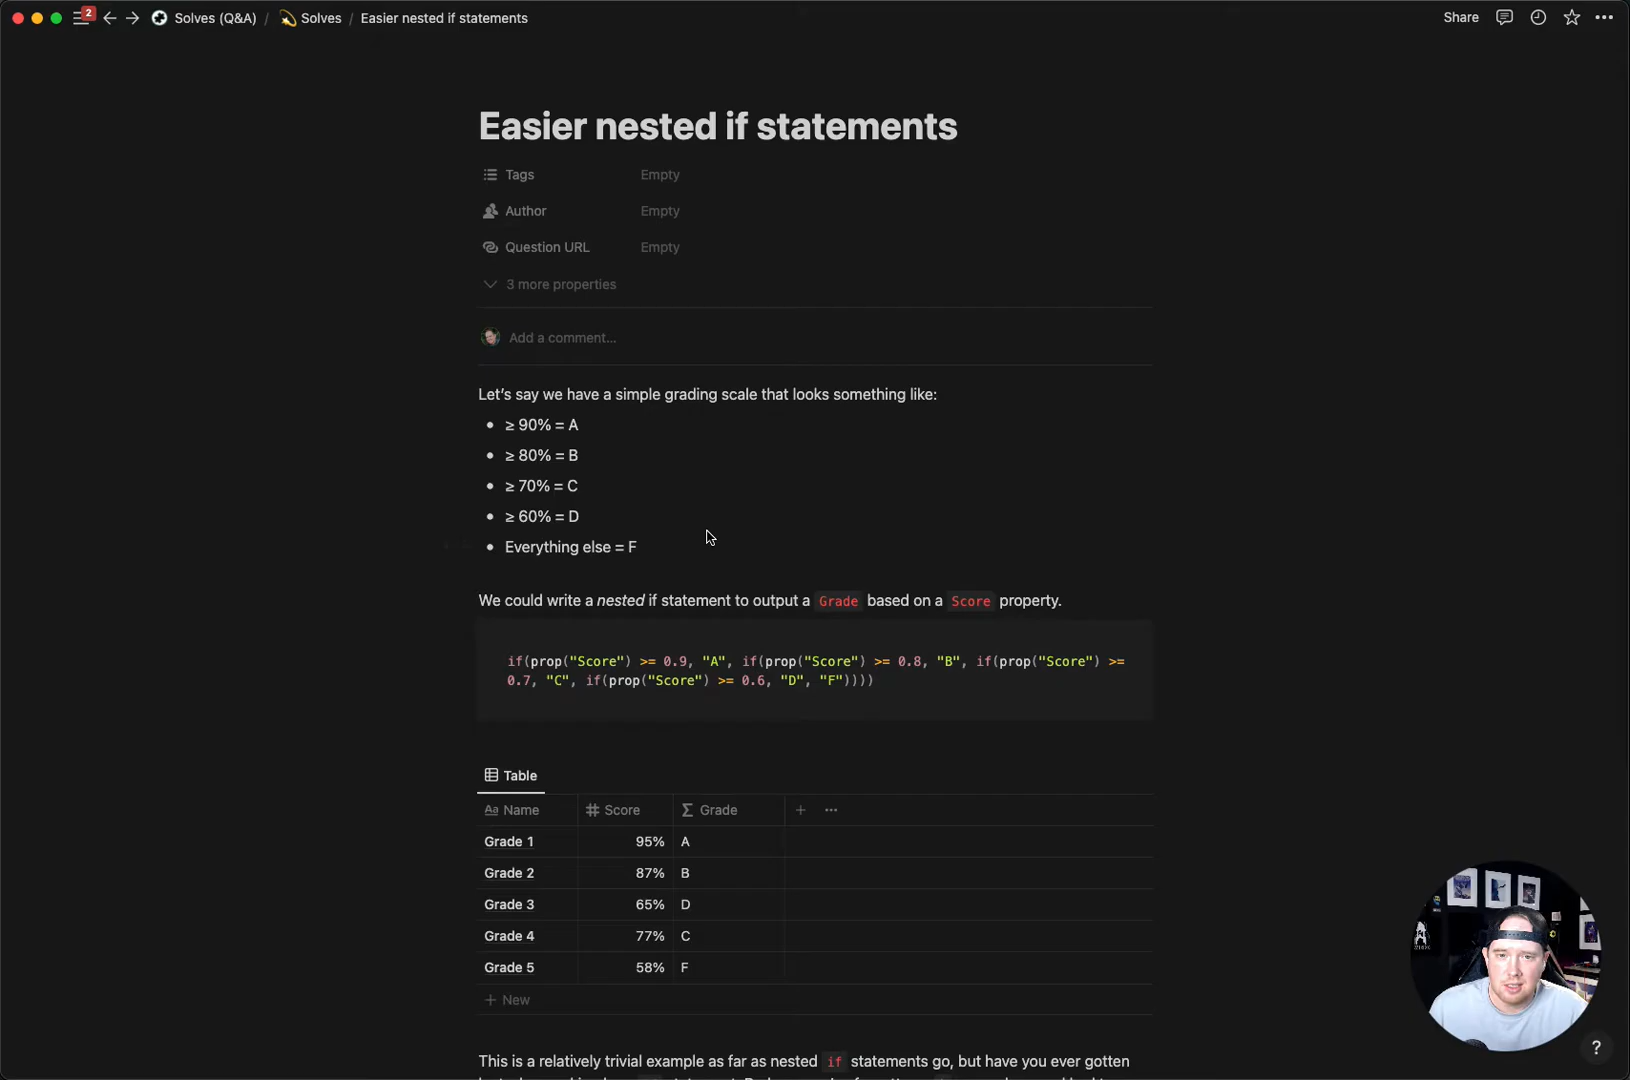 2
Solves (Q&A) / Solves / Easier nested if statements
Share
Easier nested if statements
Tags Empty
Author Empty
Question URL Empty
3 more properties
Add a comment...
Let's say we have a simple grading scale that looks something like:
• ≥ 90% = A
• ≥ 80% = B
• ≥ 70% = C
• ≥ 60% = D
• Everything else = F
We could write a nested if statement to output a Grade based on a Score property.
if(prop("Score") >= 0.9, "A", if(prop("Score") >= 0.8, "B", if(prop("Score") >=
0.7, "C", if(prop("Score") >= 0.6, "D", "F"))))
Table
Aa Name # Score Σ Grade + ...
Grade 1 95% A
Grade 2 87% B
Grade 3 65% D
Grade 4 77% C
Grade 5 58% F
+ New
?
This is a relatively trivial example as far as nested if statements go, but have you ever gotten